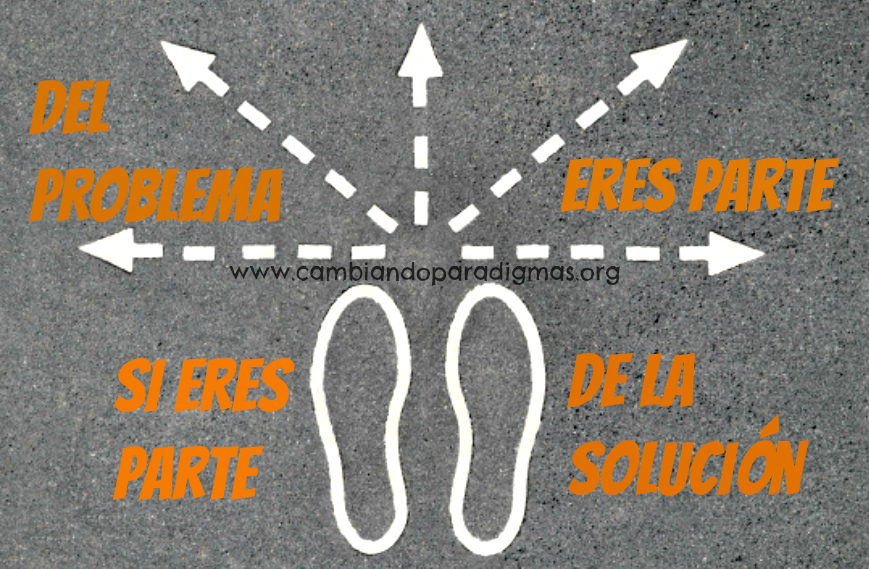 SI ERES
PARTE
DEL
PROBLEMA
ERES PARTE
DE LA
SOLUCIÓN
www.cambiandoparadigmas.org